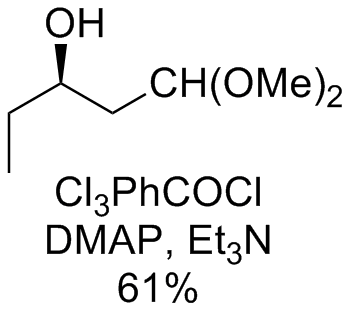 OH
CH(OMe)₂
Cl₃PhCOCl
DMAP, Et₃N
61%